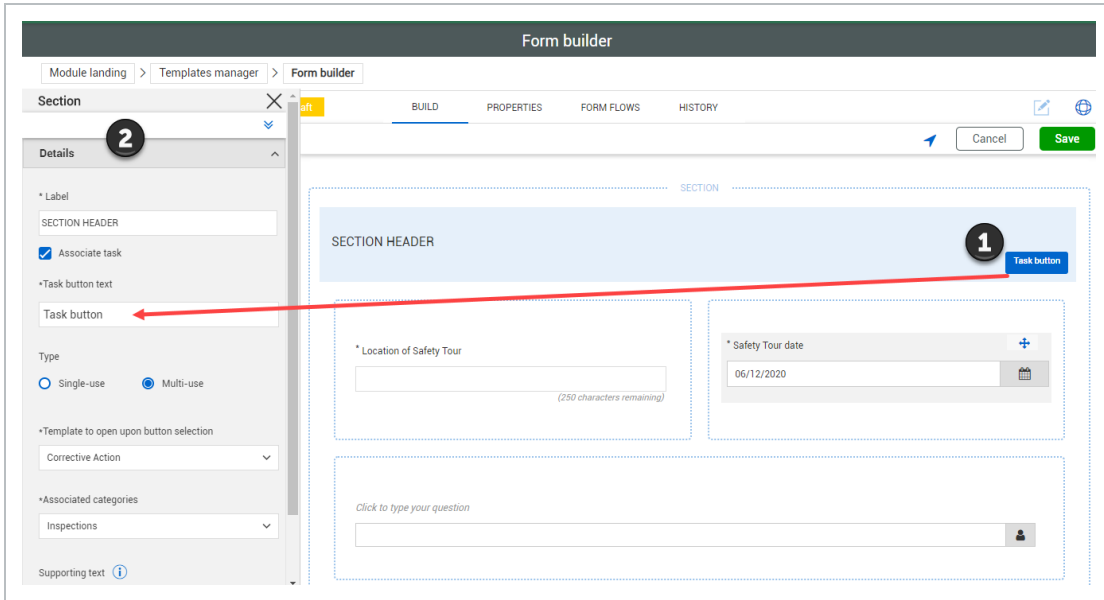 Form builder
Module landing > Templates manager > Form builder
Section
aft
BUILD
PROPERTIES
FORM FLOWS
HISTORY
2
Details
Cancel
Save
* Label
SECTION HEADER
Associate task
*Task button text
Task button
Type
Single-use
Multi-use
*Template to open upon button selection
Corrective Action
*Associated categories
Inspections
Supporting text
SECTION
SECTION HEADER
1
Task button
* Location of Safety Tour
(250 characters remaining)
* Safety Tour date
06/12/2020
Click to type your question